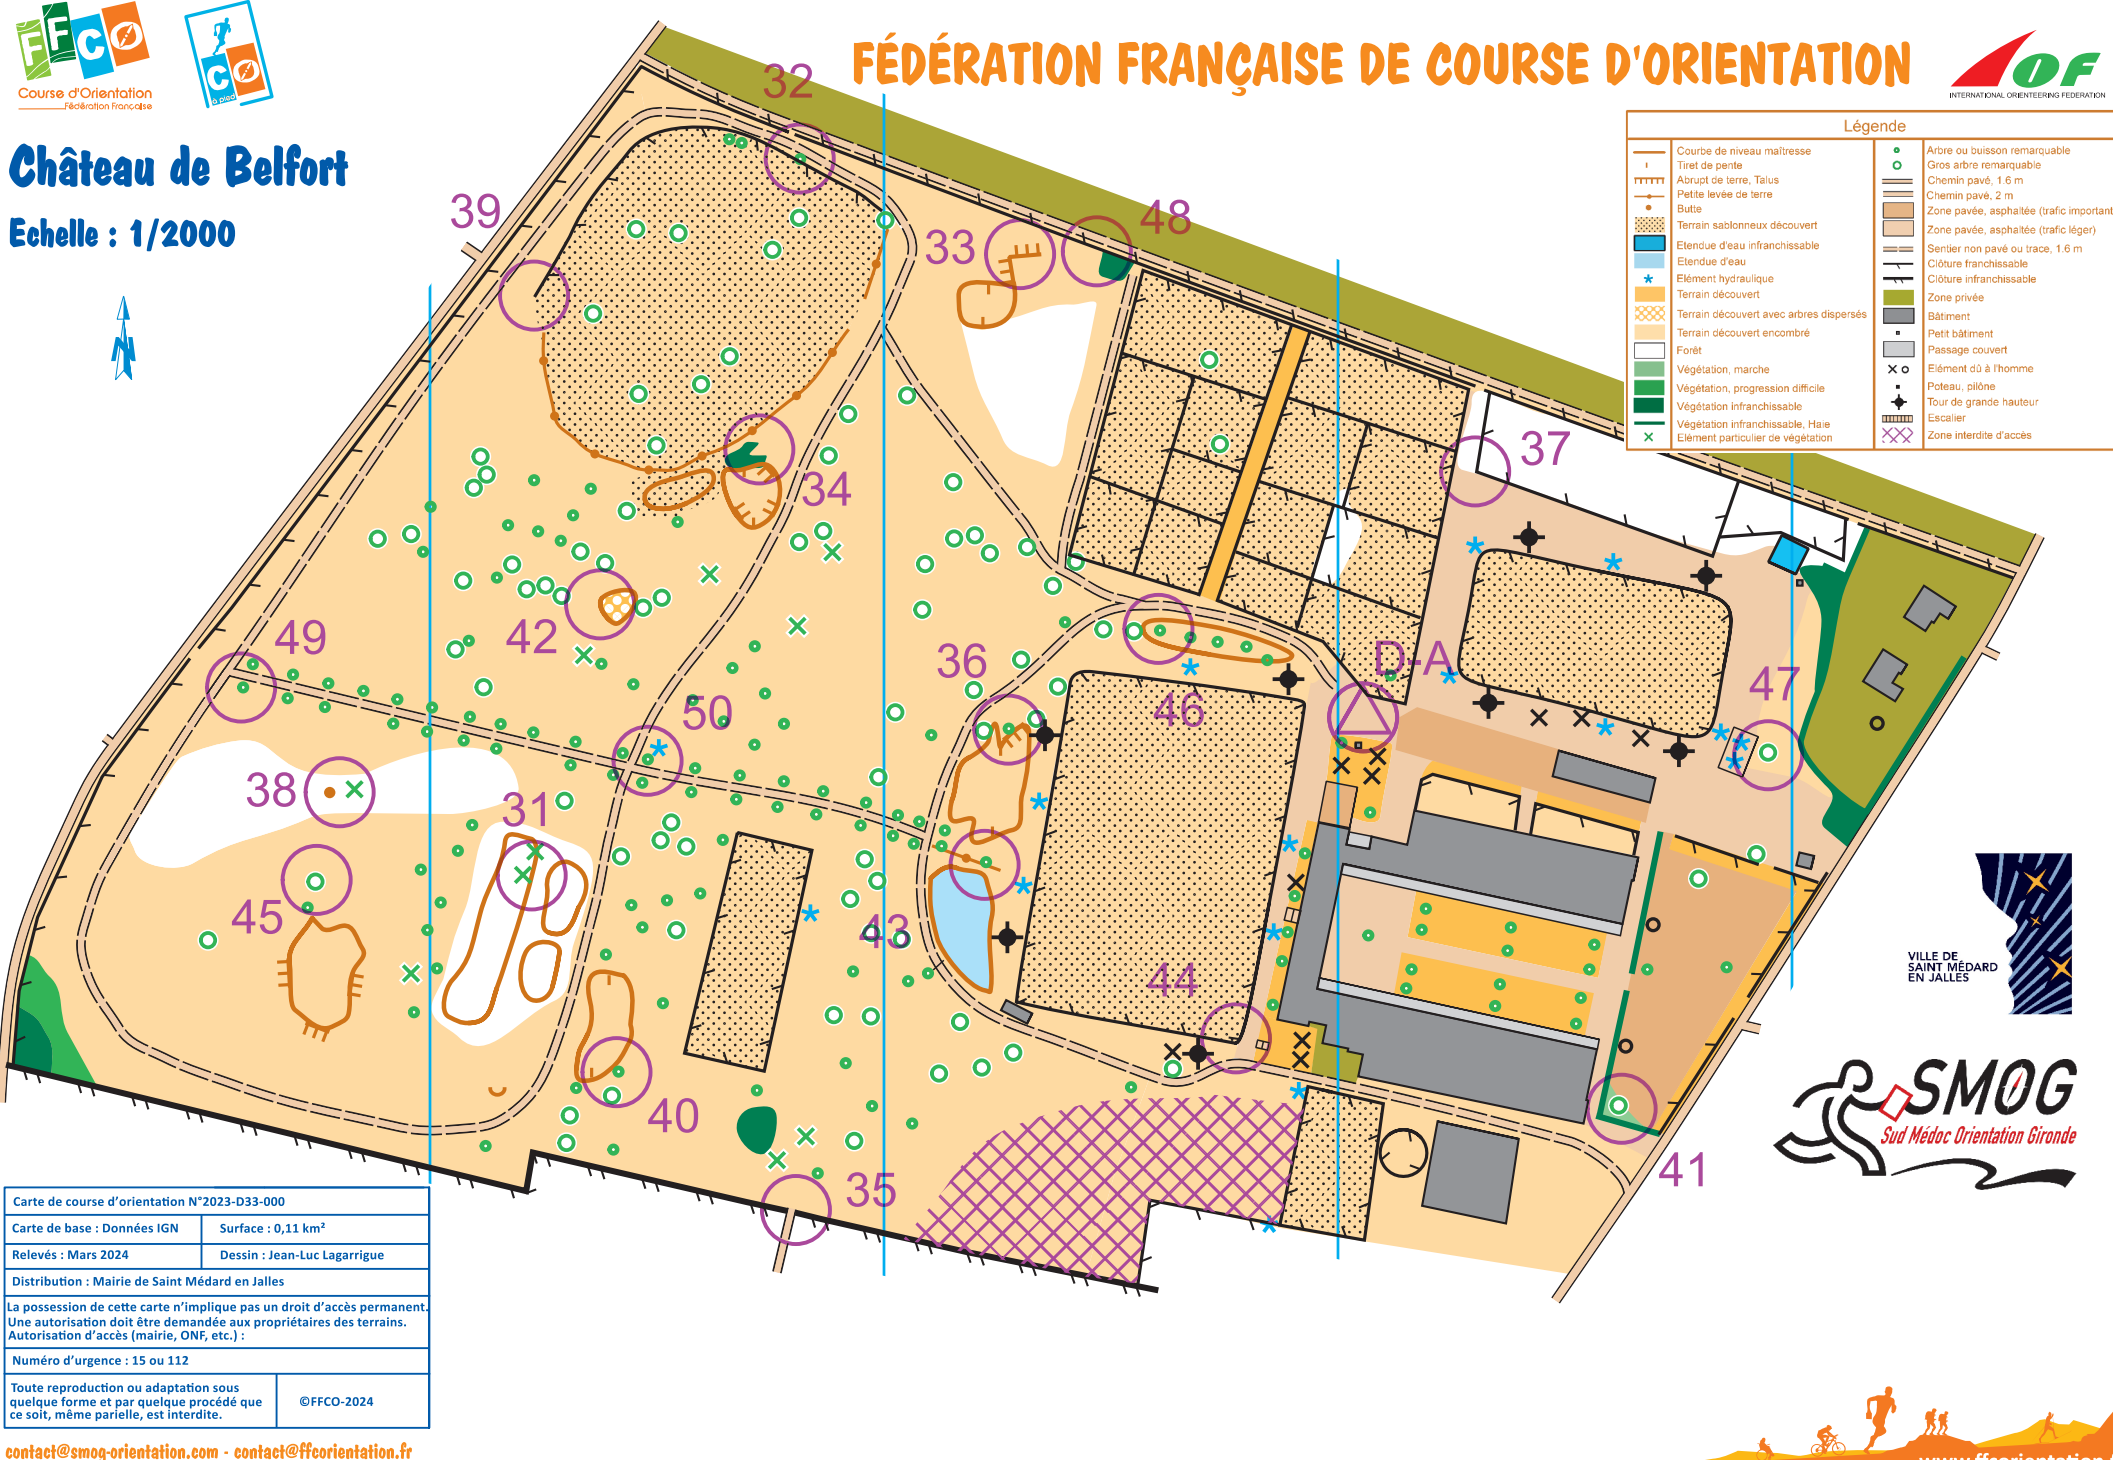 FFCO
Course d'Orientation
Fédération Française
CO
à pied
FÉDÉRATION FRANÇAISE DE COURSE D'ORIENTATION
IOF
INTERNATIONAL ORIENTEERING FEDERATION
Château de Belfort
Echelle : 1/2000
N
Légende
Courbe de niveau maîtresse
Tiret de pente
Abrupt de terre, Talus
Petite levée de terre
Butte
Terrain sablonneux découvert
Etendue d'eau infranchissable
Etendue d'eau
Elément hydraulique
Terrain découvert
Terrain découvert avec arbres dispersés
Terrain découvert encombré
Forêt
Végétation, marche
Végétation, progression difficile
Végétation infranchissable
Végétation infranchissable, Haie
Elément particulier de végétation
Arbre ou buisson remarquable
Gros arbre remarquable
Chemin pavé, 1.6 m
Chemin pavé, 2 m
Zone pavée, asphaltée (trafic important
Zone pavée, asphaltée (trafic léger)
Sentier non pavé ou trace, 1.6 m
Clôture franchissable
Clôture infranchissable
Zone privée
Bâtiment
Petit bâtiment
Passage couvert
Elément dû à l'homme
Poteau, pilône
Tour de grande hauteur
Escalier
Zone interdite d'accès
32
39
48
33
37
34
49
42
36
D-A
50
46
47
38
31
45
43
44
40
35
41
VILLE DE
SAINT MÉDARD
EN JALLES
SMOG
Sud Médoc Orientation Gironde
Carte de course d'orientation N°2023-D33-000
Carte de base : Données IGN
Surface : 0,11 km²
Relevés : Mars 2024
Dessin : Jean-Luc Lagarrigue
Distribution : Mairie de Saint Médard en Jalles
La possession de cette carte n'implique pas un droit d'accès permanent.
Une autorisation doit être demandée aux propriétaires des terrains.
Autorisation d'accès (mairie, ONF, etc.) :
Numéro d'urgence : 15 ou 112
Toute reproduction ou adaptation sous
quelque forme et par quelque procédé que
ce soit, même parielle, est interdite.
©FFCO-2024
contact@smog-orientation.com - contact@ffcorientation.fr